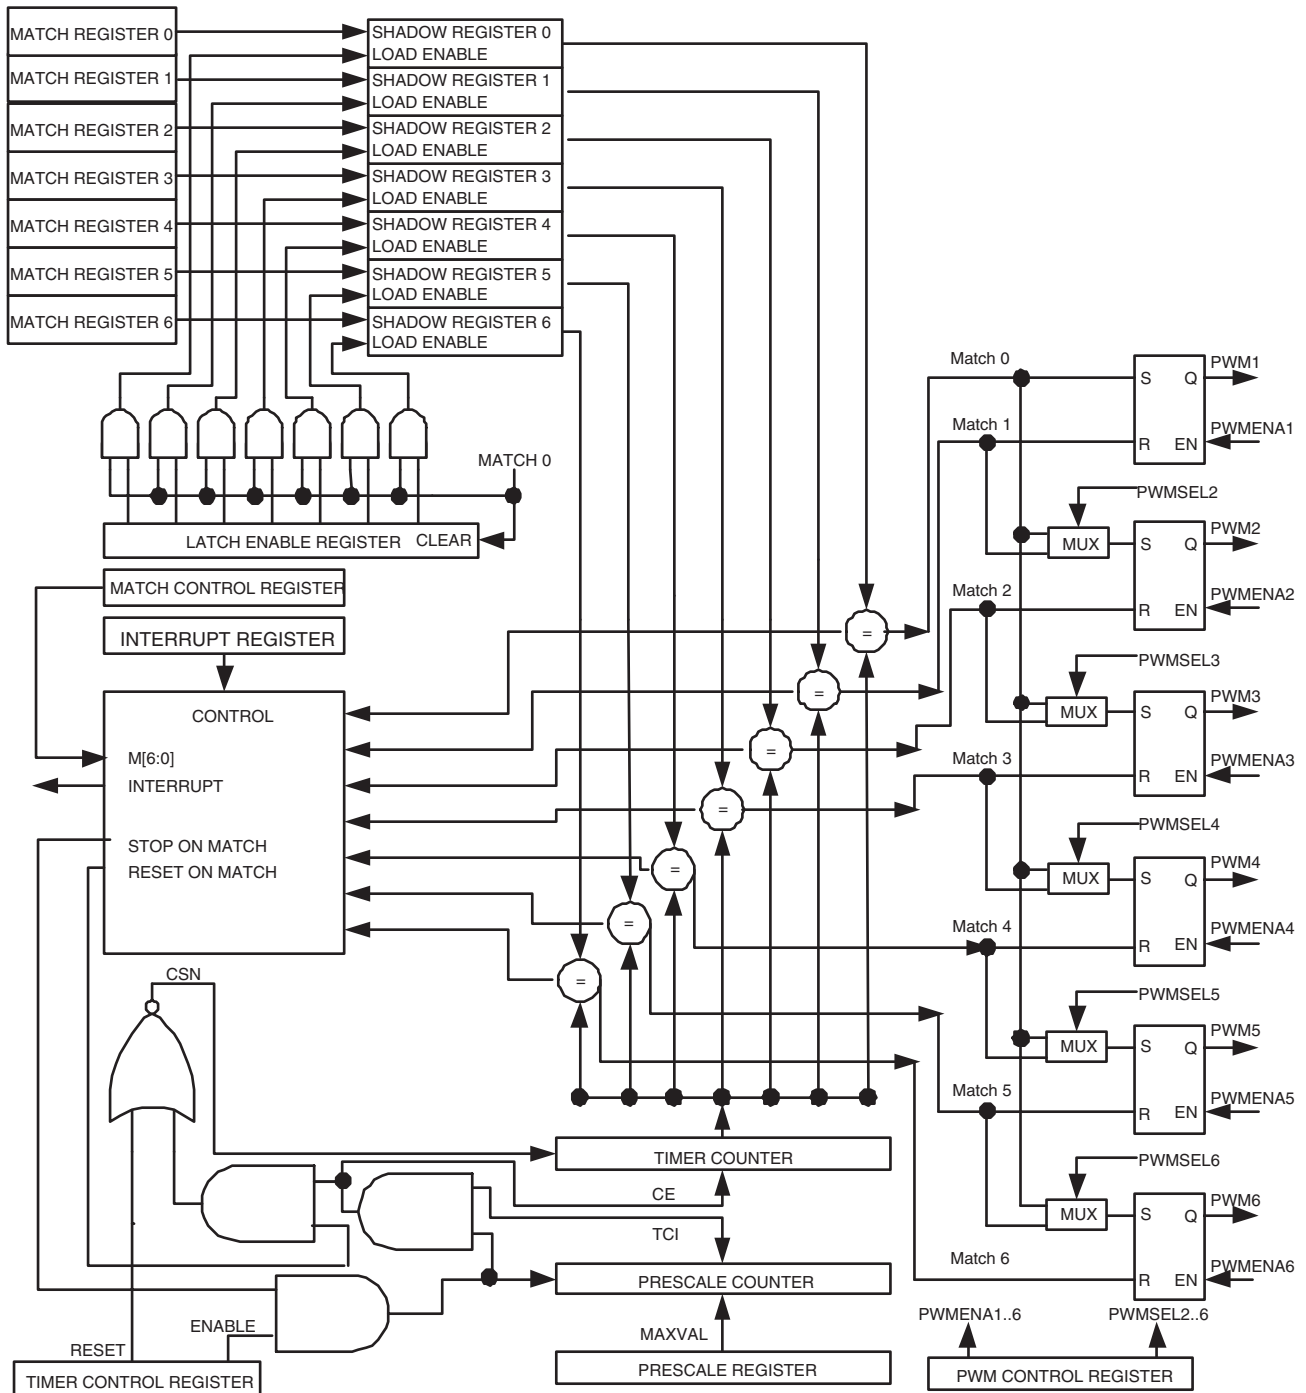 MATCH REGISTER 0
MATCH REGISTER 1
MATCH REGISTER 2
MATCH REGISTER 3
MATCH REGISTER 4
MATCH REGISTER 5
MATCH REGISTER 6
SHADOW REGISTER 0
LOAD ENABLE
SHADOW REGISTER 1
LOAD ENABLE
SHADOW REGISTER 2
LOAD ENABLE
SHADOW REGISTER 3
LOAD ENABLE
SHADOW REGISTER 4
LOAD ENABLE
SHADOW REGISTER 5
LOAD ENABLE
SHADOW REGISTER 6
LOAD ENABLE
MATCH 0
LATCH ENABLE REGISTER CLEAR
MATCH CONTROL REGISTER
INTERRUPT REGISTER
CONTROL
M[6:0]
INTERRUPT
STOP ON MATCH
RESET ON MATCH
=
=
=
=
=
=
=
CSN
TIMER COUNTER
CE
TCI
PRESCALE COUNTER
MAXVAL
PRESCALE REGISTER
ENABLE
RESET
TIMER CONTROL REGISTER
Match 0
S Q PWM1
Match 1
R EN PWMENA1
PWMSEL2
MUX
S Q PWM2
Match 2
R EN PWMENA2
PWMSEL3
MUX
S Q PWM3
Match 3
R EN PWMENA3
PWMSEL4
MUX
S Q PWM4
Match 4
R EN PWMENA4
PWMSEL5
MUX
S Q PWM5
Match 5
R EN PWMENA5
PWMSEL6
MUX
S Q PWM6
Match 6
R EN PWMENA6
PWMENA1..6
PWMSEL2..6
PWM CONTROL REGISTER